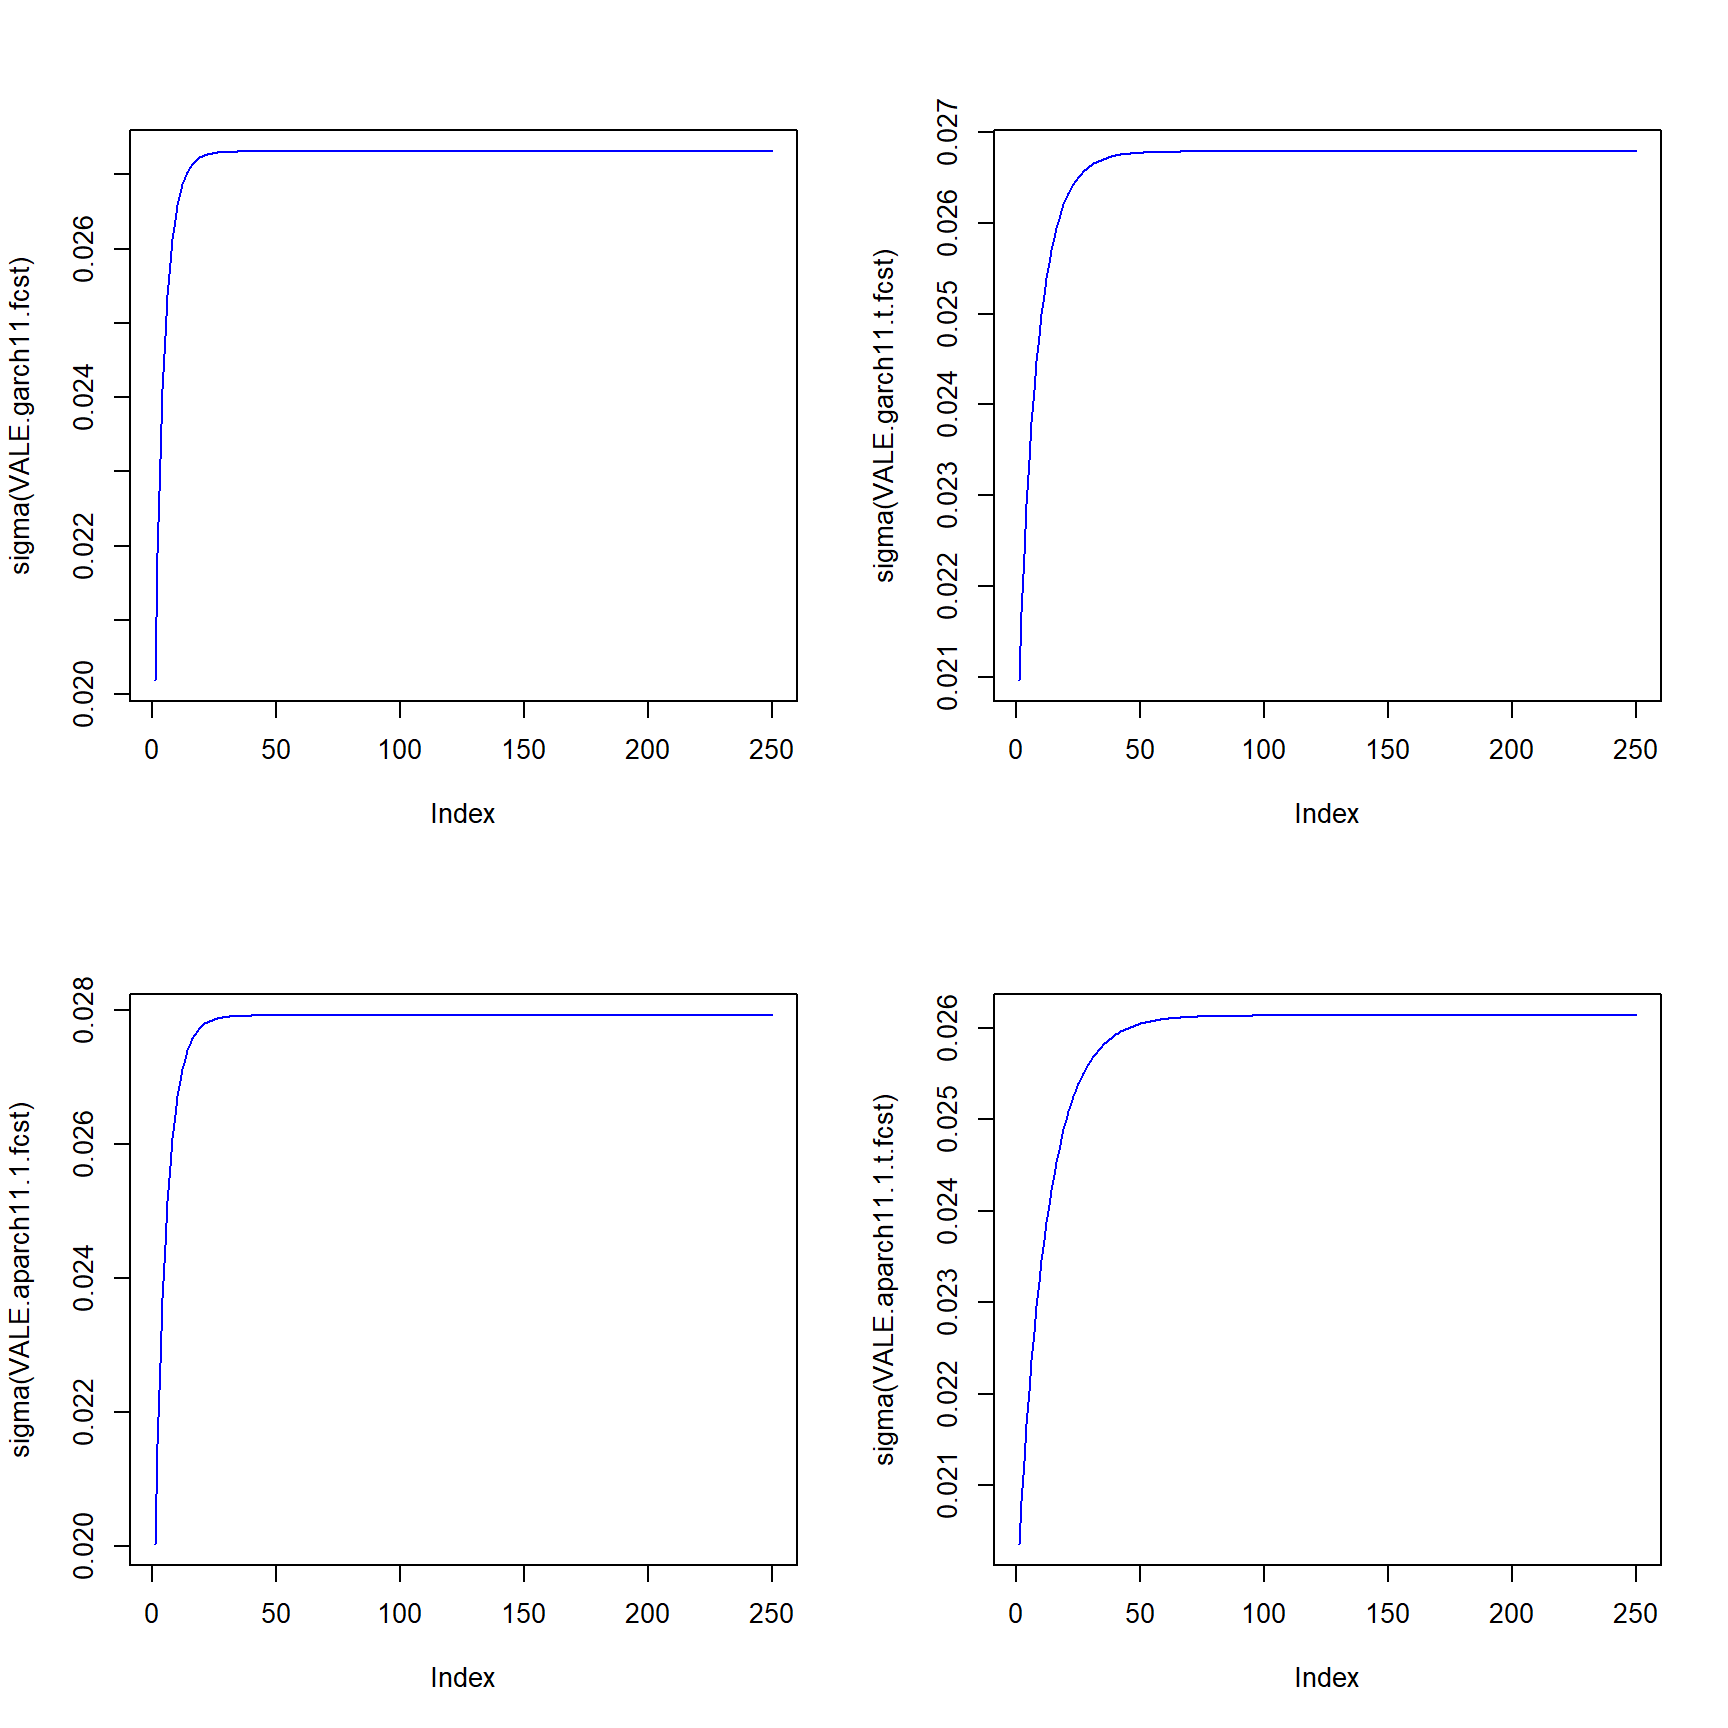 sigma(VALE.garch11.fcst)
0.020 0.022 0.024 0.026
0 50 100 150 200 250
Index
sigma(VALE.garch11.t.fcst)
0.021 0.022 0.023 0.024 0.025 0.026 0.027
0 50 100 150 200 250
Index
sigma(VALE.aparch11.1.fcst)
0.020 0.022 0.024 0.026 0.028
0 50 100 150 200 250
Index
sigma(VALE.aparch11.1.t.fcst)
0.021 0.022 0.023 0.024 0.025 0.026
0 50 100 150 200 250
Index